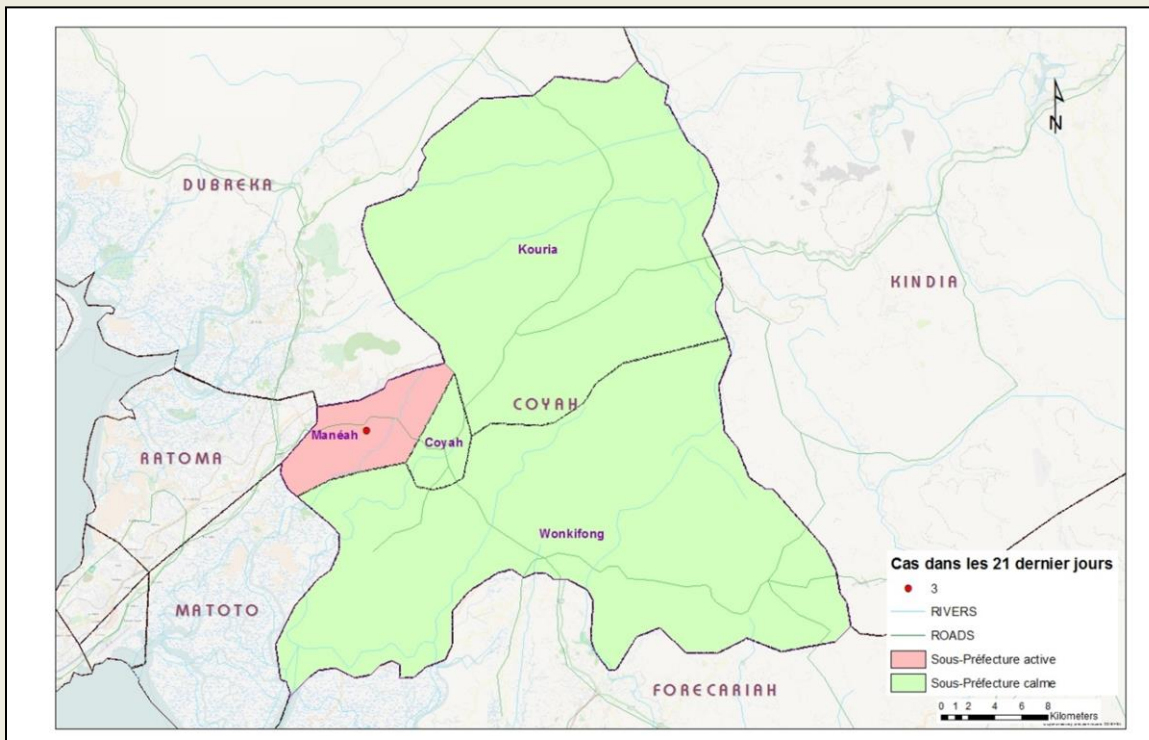 N
DUBREKA
Kouria
KINDIA
COYAH
Manéah
Coyah
RATOMA
Wonkifong
MATOTO
FORECARIAH
Cas dans les 21 dernier jours
3
RIVERS
ROADS
Sous-Préfecture active
Sous-Préfecture calme
0 1 2 4 6 8
Kilometers